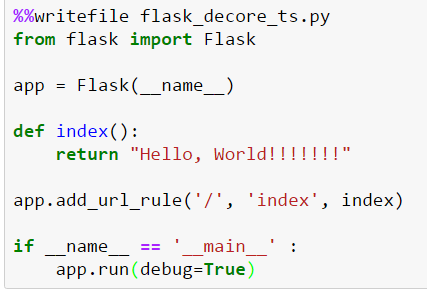 %%writefile flask_decore_ts.py
from flask import Flask

app = Flask(__name__)

def index():
    return "Hello, World!!!!!!!"

app.add_url_rule('/', 'index', index)

if __name__ == '__main__' :
    app.run(debug=True)